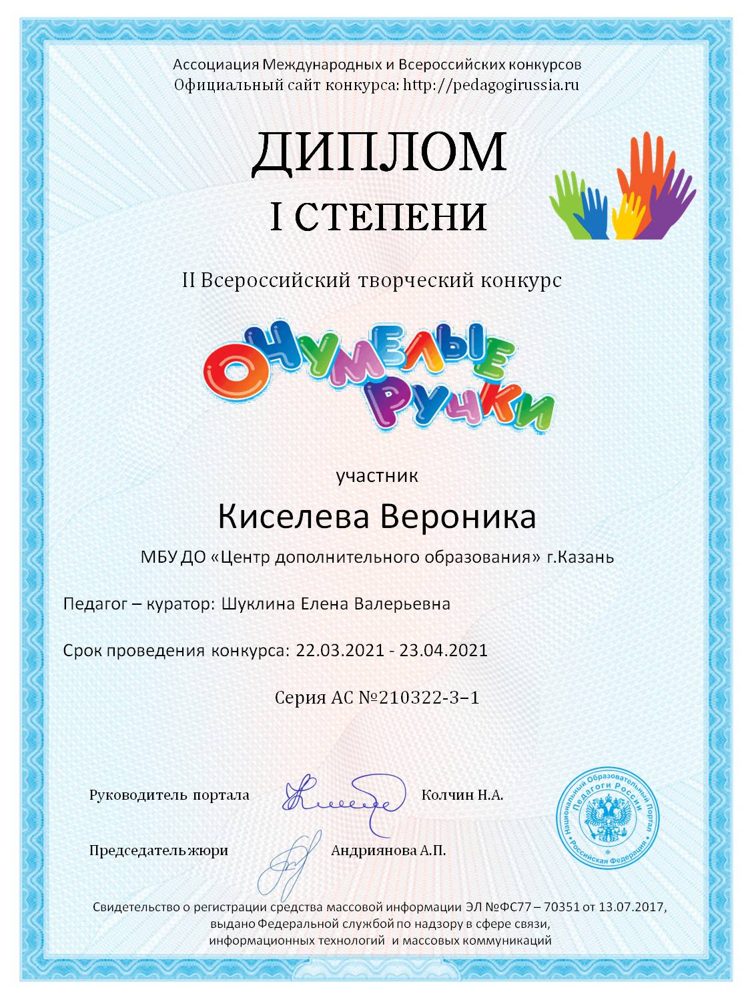 Ассоциация Международных и Всероссийских конкурсов
Официальный сайт конкурса: http://pedagogirussia.ru
ДИПЛОМ
I СТЕПЕНИ
II Всероссийский творческий конкурс
ОЧУМЕЛЫЕ
РУЧКИ
участник
Киселева Вероника
МБУ ДО «Центр дополнительного образования» г.Казань
Педагог – куратор: Шуклина Елена Валерьевна
Срок проведения конкурса: 22.03.2021 - 23.04.2021
Серия АС №210322-3–1
Руководитель портала Колчин Н.А.
Национальный Образовательный Портал
Педагоги России
Российская Федерация
Председатель жюри Андриянова А.П.
Свидетельство о регистрации средства массовой информации ЭЛ №ФС77 – 70351 от 13.07.2017,
выдано Федеральной службой по надзору в сфере связи,
информационных технологий и массовых коммуникаций